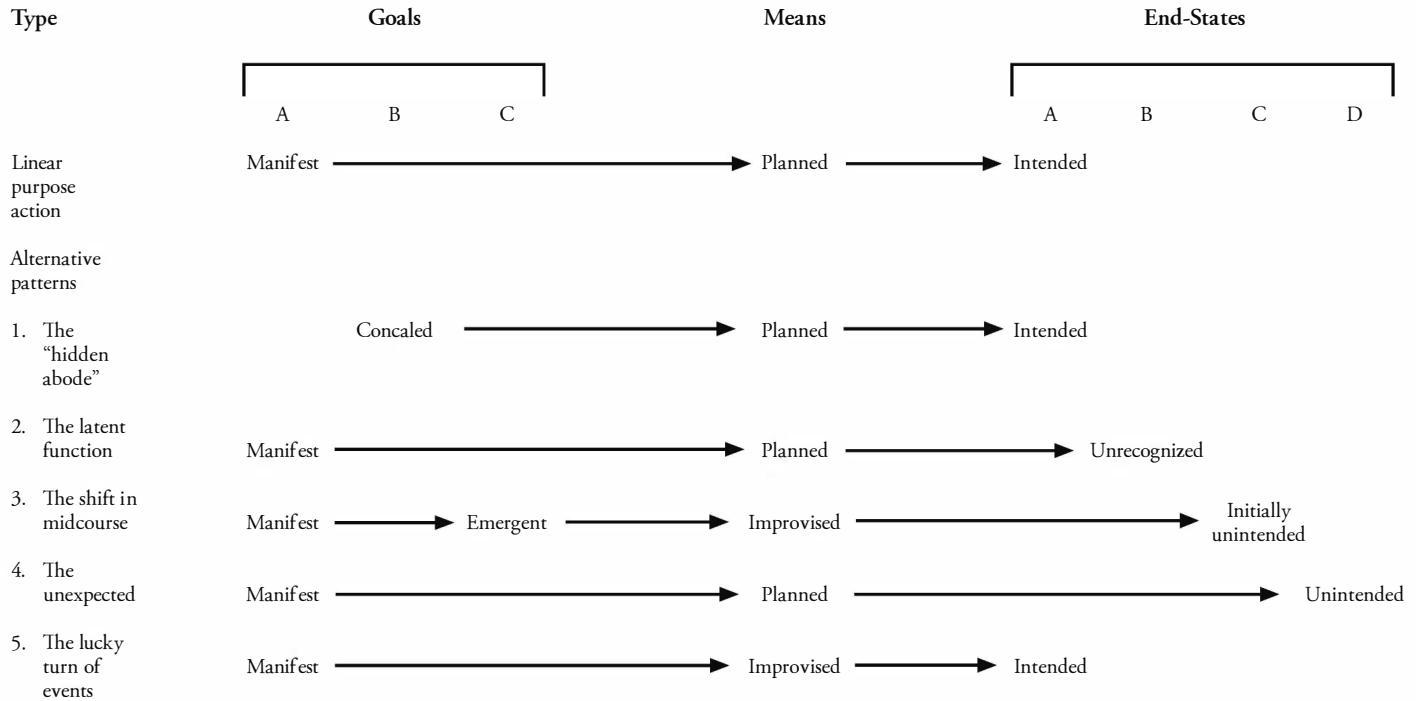 Type Goals Means End-States
A B C A B C D
Linear Manifest Planned Intended
purpose
action
Alternative
patterns
1. The Concaled Planned Intended
“hidden
abode”
2. The latent
function Manifest Planned Unrecognized
3. The shift in
midcourse Manifest Emergent Improvised Initially
unintended
4. The
unexpected Manifest Planned Unintended
5. The lucky
turn of Manifest Improvised Intended
events